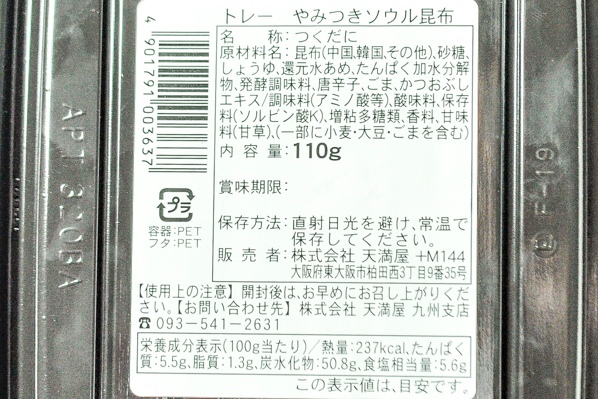 トレー　やみつきソウル昆布
名　　称：つくだに
原材料名：昆布(中国,韓国,その他),砂糖,
しょうゆ,還元水あめ,たんぱく加水分解
物,発酵調味料,唐辛子,ごま,かつおぶし
エキス/調味料(アミノ酸等),酸味料,保存
料(ソルビン酸K),増粘多糖類,香料,甘味
料(甘草),(一部に小麦・大豆・ごまを含む)
内 容 量：110g
賞味期限：
保存方法：直射日光を避け、常温で
保存してください。
販 売 者：株式会社 天満屋 +M144
大阪府東大阪市柏田西3丁目9番35号
【使用上の注意】開封後は、お早めにお召し上がりくだ
さい。【お問い合わせ先】株式会社 天満屋 九州支店
☎093-541-2631
栄養成分表示(100g当たり)/熱量：237kcal,たんぱく
質：5.5g,脂質：1.3g,炭水化物：50.8g,食塩相当量：5.6g
この表示値は、目安です。
4 901791 003637
プラ
容器：PET
フタ：PET
APT 320BA
F-19